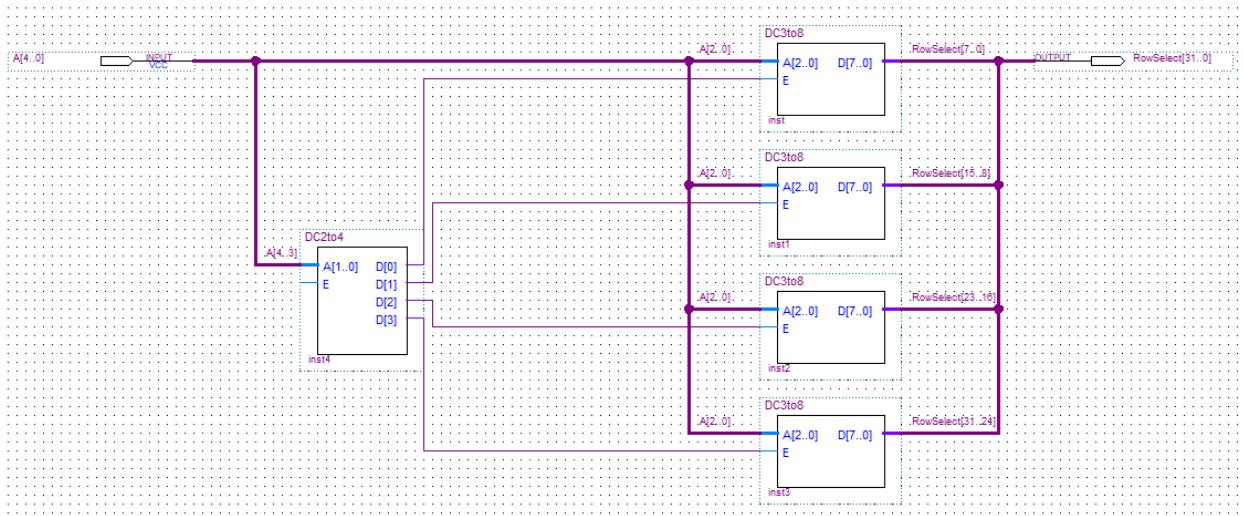 A[4..0]
INPUT
VCC
A[2..0]
DC3to8
A[2..0]
D[7..0]
E
inst
RowSelect[7..0]
OUTPUT
RowSelect[31..0]
A[2..0]
DC3to8
A[2..0]
D[7..0]
E
inst1
RowSelect[15..8]
A[4..3]
DC2to4
A[1..0]
D[0]
E
D[1]
D[2]
D[3]
inst4
A[2..0]
DC3to8
A[2..0]
D[7..0]
E
inst2
RowSelect[23..16]
A[2..0]
DC3to8
A[2..0]
D[7..0]
E
inst3
RowSelect[31..24]